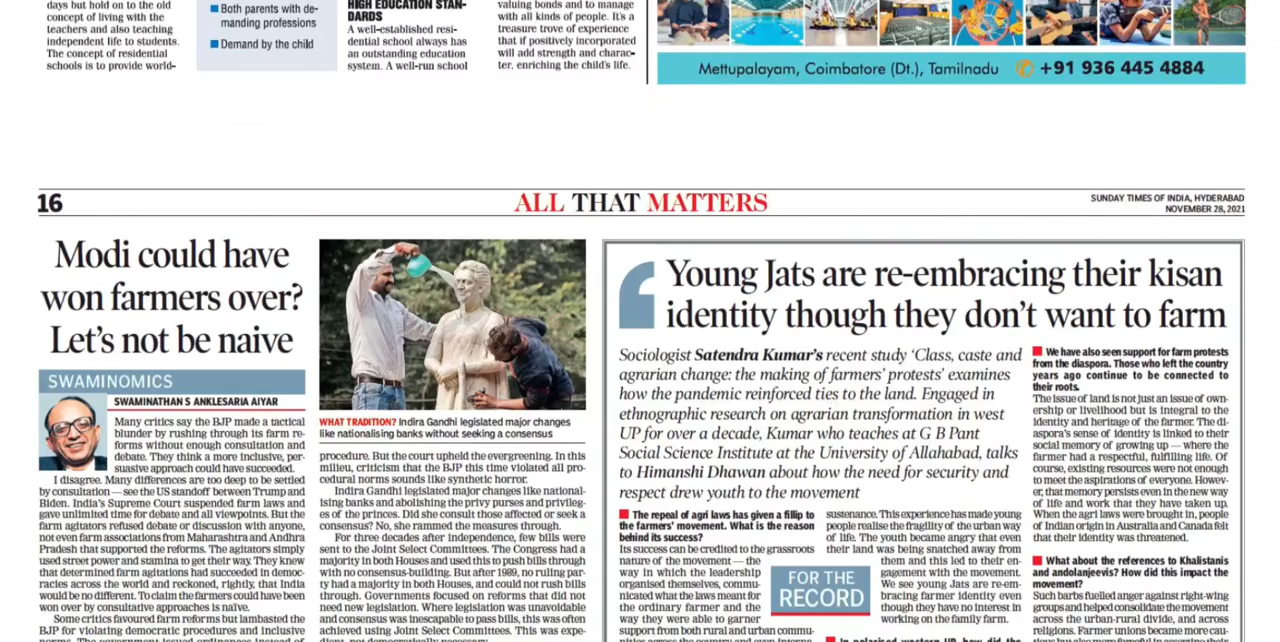 days but hold on to the old
concept of living with the
teachers and also teaching
independent life to students.
The concept of residential
schools is to provide world-
Both parents with de-
manding professions
Demand by the child
HIGH EDUCATION STAN-
DARDS
A well-established resi-
dential school always has
an outstanding education
system. A well-run school
valuing bonds and to manage
with all kinds of people. It's a
treasure trove of experience
that if positively incorporated
will add strength and charac-
ter, enriching the child's life.
Mettupalayam, Coimbatore (Dt.), Tamilnadu +91 936 445 4884
16
ALL THAT MATTERS
SUNDAY TIMES OF INDIA, HYDERABAD
NOVEMBER 28, 2021
Modi could have
won farmers over?
Let's not be naive
SWAMINOMICS
SWAMINATHAN S ANKLESARIA AIYAR
Many critics say the BJP made a tactical
blunder by rushing through its farm re-
forms without enough consultation and
debate. They think a more inclusive, per-
suasive approach could have succeeded.
I disagree. Many differences are too deep to be settled
by consultation — see the US standoff between Trump and
Biden. India's Supreme Court suspended farm laws and
gave unlimited time for debate and all viewpoints. But the
farm agitators refused debate or discussion with anyone,
not even farm associations from Maharashtra and Andhra
Pradesh that supported the reforms. The agitators simply
used street power and stamina to get their way. They knew
that determined farm agitations had succeeded in democ-
racies across the world and reckoned, rightly, that India
would be no different. To claim the farmers could have been
won over by consultative approaches is naïve.
Some critics favoured farm reforms but lambasted the
BJP for violating democratic procedures and inclusive
norms. The government issued ordinances instead of
WHAT TRADITION? Indira Gandhi legislated major changes
like nationalising banks without seeking a consensus
procedure. But the court upheld the evergreening. In this
milieu, criticism that the BJP this time violated all pro-
cedural norms sounds like synthetic horror.
Indira Gandhi legislated major changes like national-
ising banks and abolishing the privy purses and privileg-
es of the princes. Did she consult those affected or seek a
consensus? No, she rammed the measures through.
For three decades after independence, few bills were
sent to the Joint Select Committees. The Congress had a
majority in both Houses and used this to push bills through
with no consensus-building. But after 1989, no ruling par-
ty had a majority in both Houses, and could not rush bills
through. Governments focused on reforms that did not
need new legislation. Where legislation was unavoidable
and consensus was inescapable to pass bills, this was often
achieved using Joint Select Committees. This was expe-
dient, not democratically necessary.
Young Jats are re-embracing their kisan
identity though they don't want to farm
Sociologist Satendra Kumar's recent study 'Class, caste and
agrarian change: the making of farmers' protests' examines
how the pandemic reinforced ties to the land. Engaged in
ethnographic research on agrarian transformation in west
UP for over a decade, Kumar who teaches at G B Pant
Social Science Institute at the University of Allahabad, talks
to Himanshi Dhawan about how the need for security and
respect drew youth to the movement
The repeal of agri laws has given a fillip to
the farmers' movement. What is the reason
behind its success?
Its success can be credited to the grassroots
nature of the movement — the
way in which the leadership
organised themselves, commu-
nicated what the laws meant for
the ordinary farmer and the
way they were able to garner
support from both rural and urban commu-
FOR THE
RECORD
sustenance. This experience has made young
people realise the fragility of the urban way
of life. The youth became angry that even
their land was being snatched away from
them and this led to their en-
gagement with the movement.
We see young Jats are re-em-
bracing farmer identity even
though they have no interest in
working on the family farm.
We have also seen support for farm protests
from the diaspora. Those who left the country
years ago continue to be connected to
their roots.
The issue of land is not just an issue of own-
ership or livelihood but is integral to the
identity and heritage of the farmer. The di-
aspora's sense of identity is linked to their
social memory of growing up — where the
farmer had a respectful, fulfilling life. Of
course, existing resources were not enough
to meet the aspirations of everyone. Howev-
er, that memory persists even in the new way
of life and work that they have taken up.
When the agri laws were brought in, people
of Indian origin in Australia and Canada felt
that their identity was threatened.
What about the references to Khalistanis
and andolanjeevis? How did this impact the
movement?
Such barbs fuelled anger against right-wing
groups and helped consolidate the movement
across the rural-urban divide, and across
religions. Farmer unions became more cau-